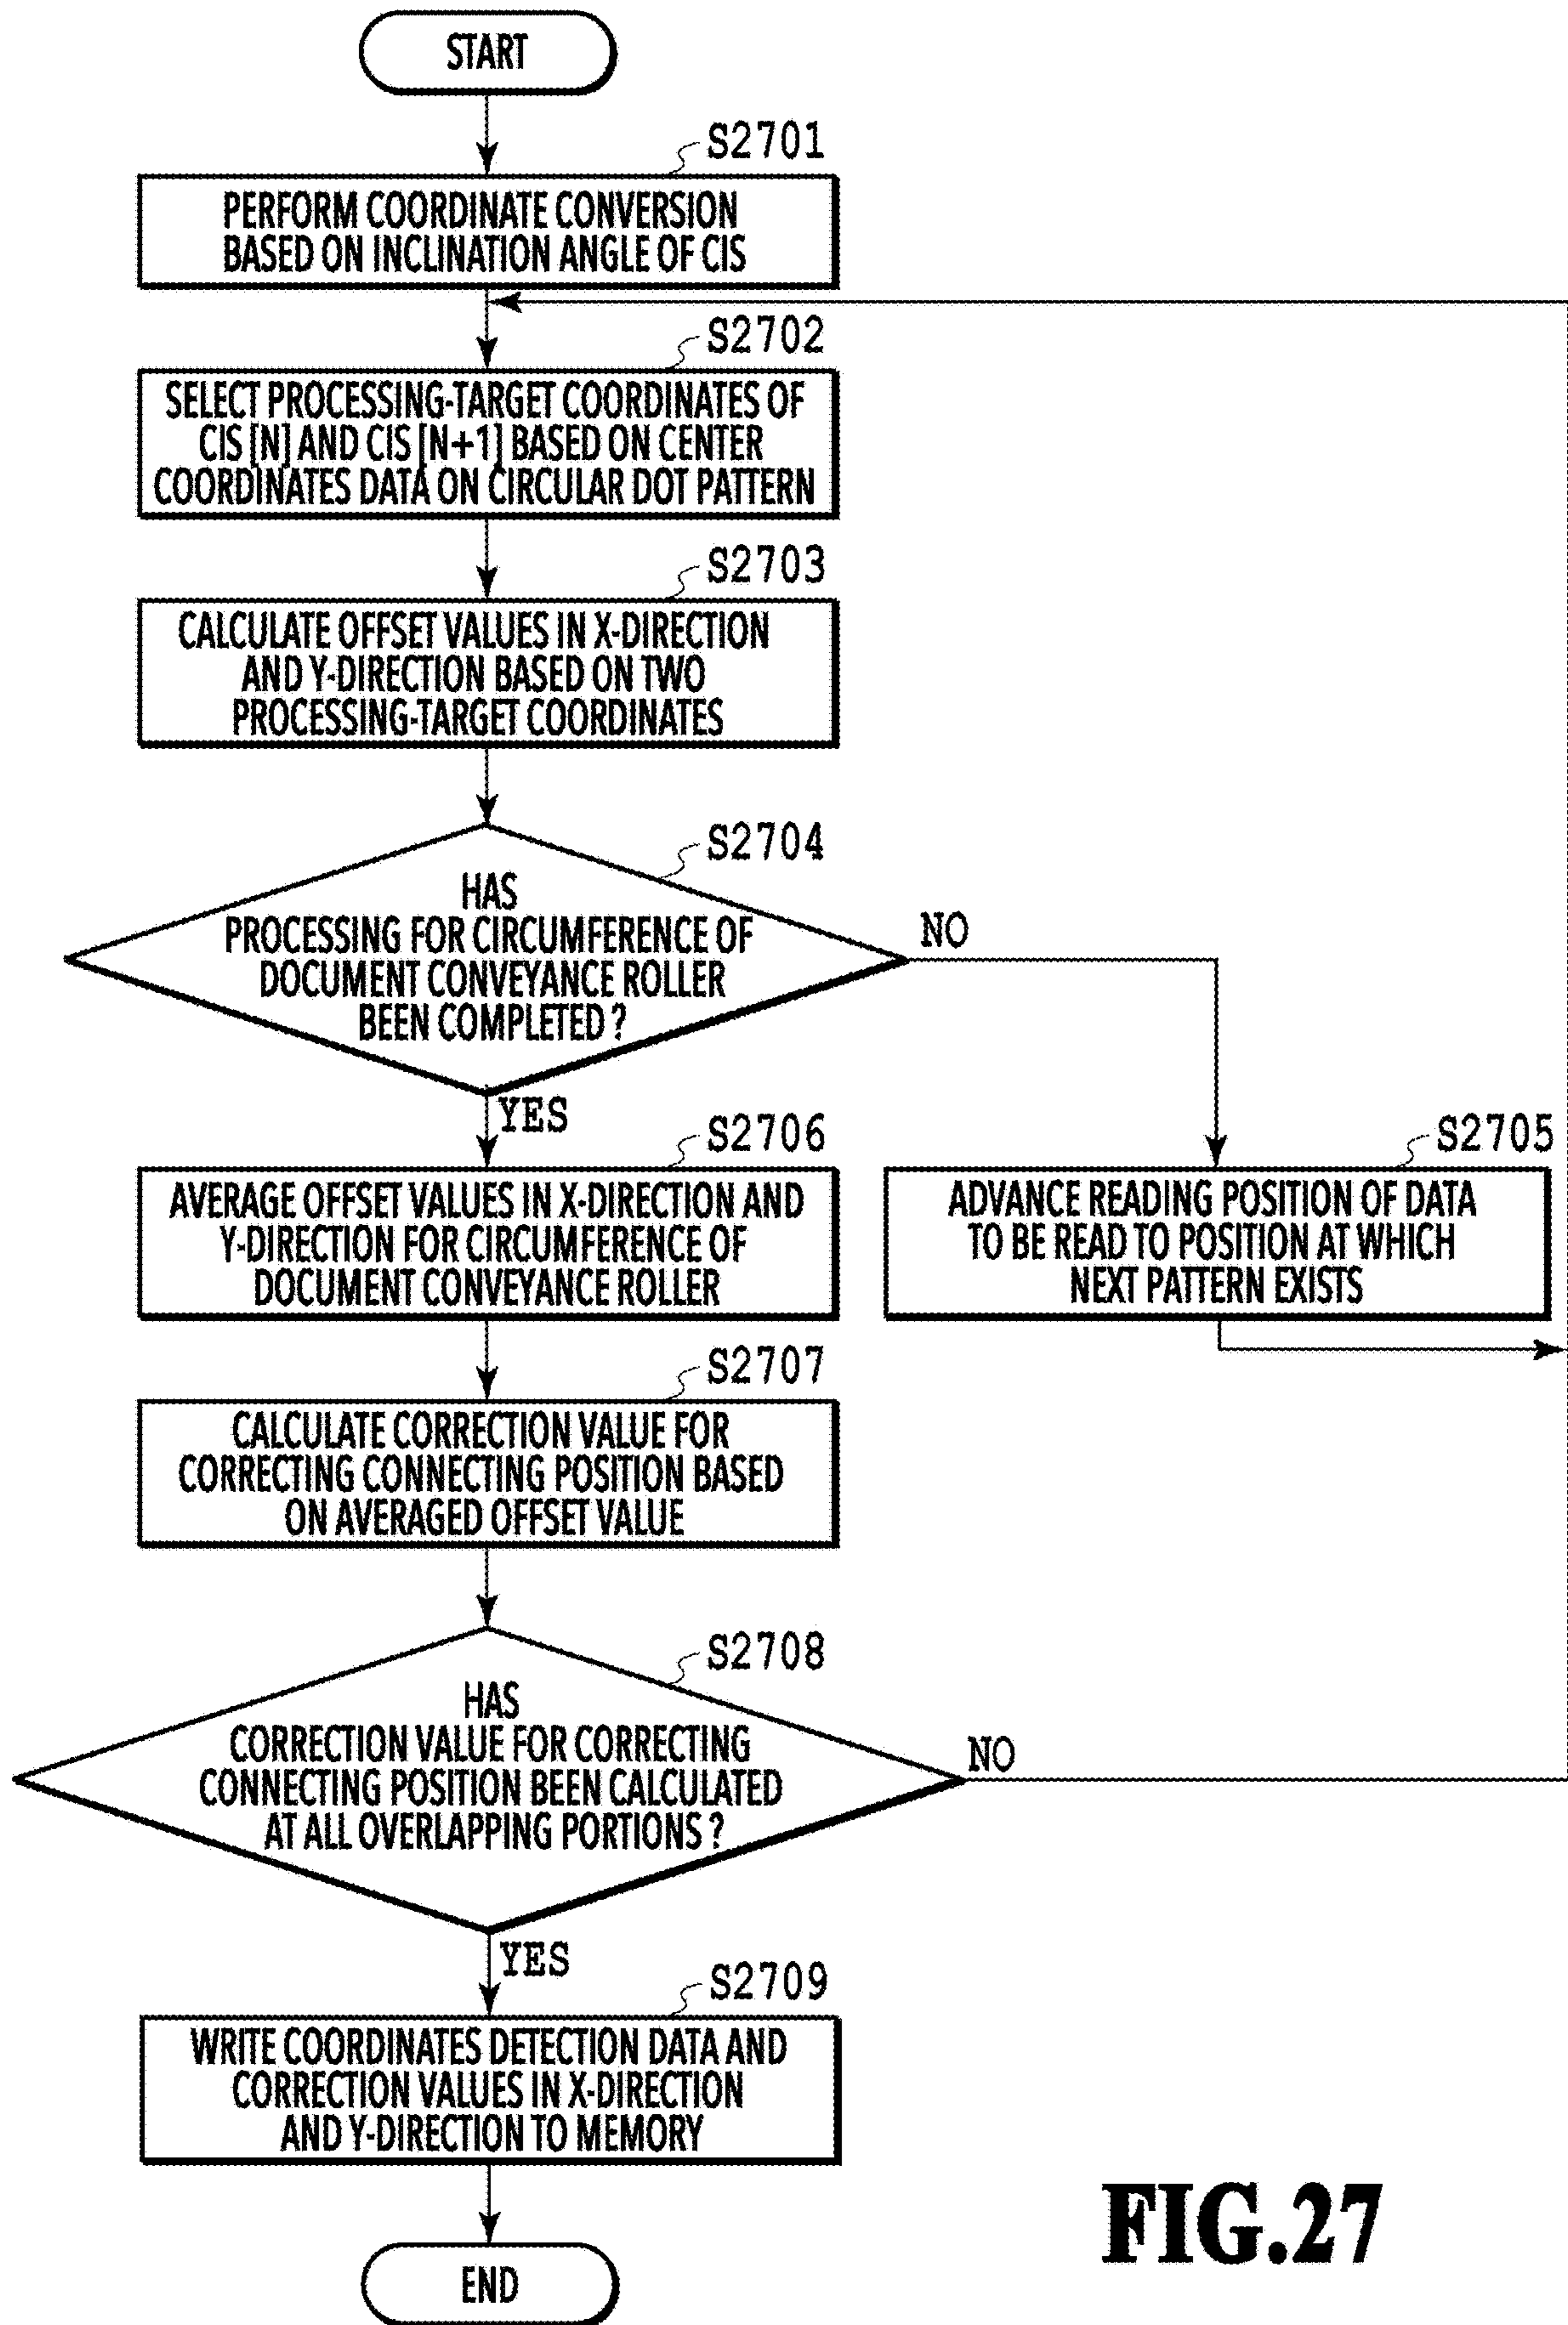 START
S2701
PERFORM COORDINATE CONVERSION
BASED ON INCLINATION ANGLE OF CIS
S2702
SELECT PROCESSING-TARGET COORDINATES OF
CIS [N] AND CIS [N+1] BASED ON CENTER
COORDINATES DATA ON CIRCULAR DOT PATTERN
S2703
CALCULATE OFFSET VALUES IN X-DIRECTION
AND Y-DIRECTION BASED ON TWO
PROCESSING-TARGET COORDINATES
S2704
HAS
PROCESSING FOR CIRCUMFERENCE OF
DOCUMENT CONVEYANCE ROLLER
BEEN COMPLETED ?
NO
YES
S2705
ADVANCE READING POSITION OF DATA
TO BE READ TO POSITION AT WHICH
NEXT PATTERN EXISTS
S2706
AVERAGE OFFSET VALUES IN X-DIRECTION AND
Y-DIRECTION FOR CIRCUMFERENCE OF
DOCUMENT CONVEYANCE ROLLER
S2707
CALCULATE CORRECTION VALUE FOR
CORRECTING CONNECTING POSITION BASED
ON AVERAGED OFFSET VALUE
S2708
HAS
CORRECTION VALUE FOR CORRECTING
CONNECTING POSITION BEEN CALCULATED
AT ALL OVERLAPPING PORTIONS ?
NO
YES
S2709
WRITE COORDINATES DETECTION DATA AND
CORRECTION VALUES IN X-DIRECTION
AND Y-DIRECTION TO MEMORY
END
FIG.27